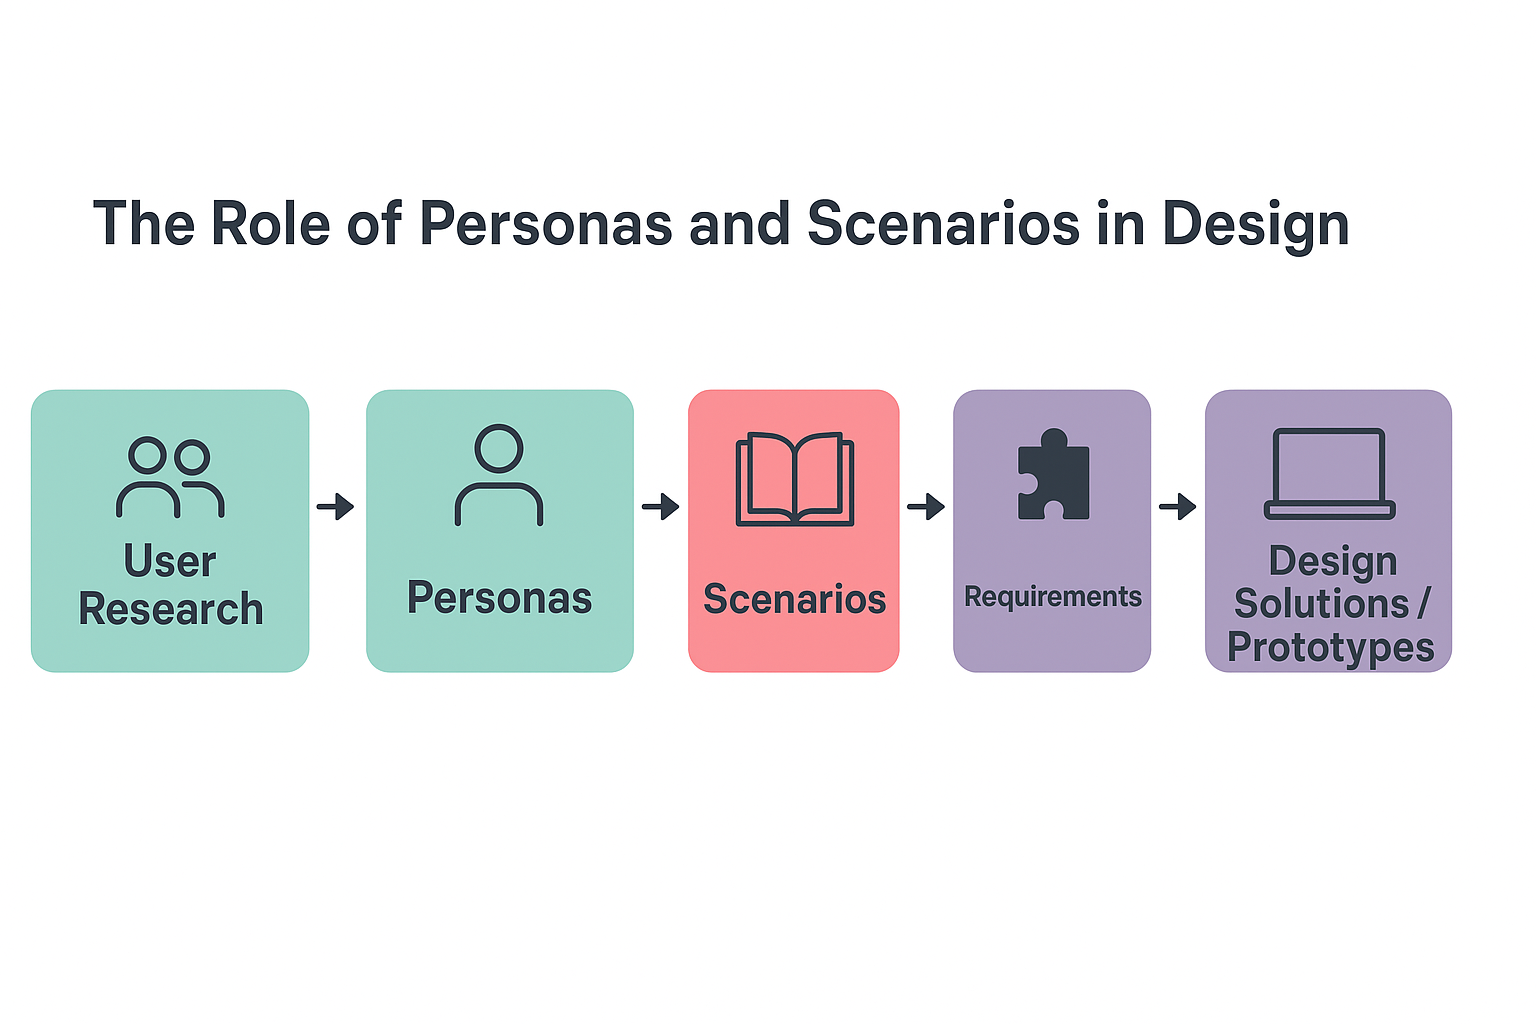 The Role of Personas and Scenarios in Design
User
Research
Personas
Scenarios
Requirements
Design
Solutions /
Prototypes